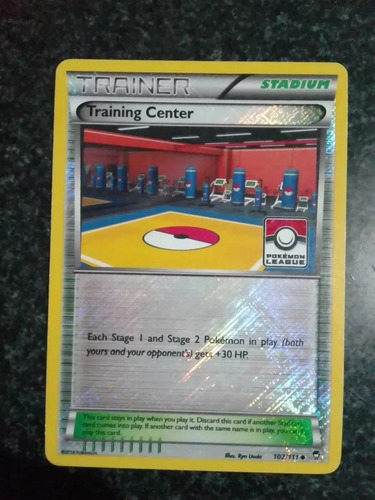 TRAINER
STADIUM
Training Center
POKÉMON
LEAGUE
Each Stage 1 and Stage 2 Pokémon in play (both
yours and your opponent's) gets +30 HP.
This card stays in play when you play it. Discard this card if another Stadium
card comes into play. If another card with the same name is in play, you can't
play this card.
©2014 Pokémon
Illus. Ryo Ueda
102/111